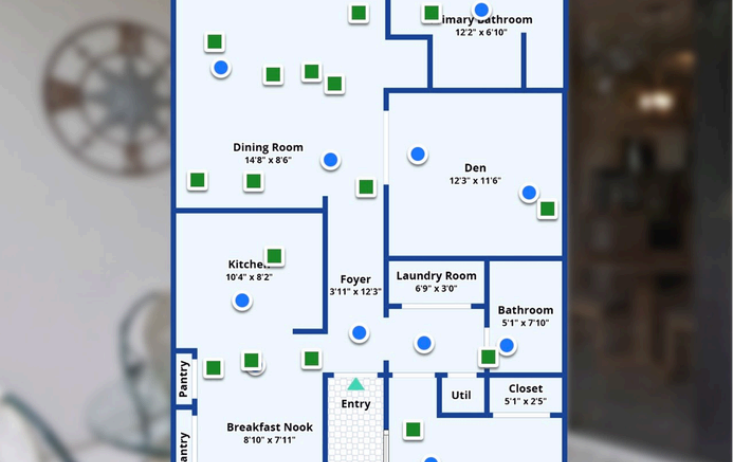 imary Bathroom
12'2" x 6'10"
Dining Room
14'8" x 8'6"
Den
12'3" x 11'6"
Kitchen
10'4" x 8'2"
Foyer
3'11" x 12'3"
Laundry Room
6'9" x 3'0"
Bathroom
5'1" x 7'10"
Pantry
Entry
Util
Closet
5'1" x 2'5"
Breakfast Nook
8'10" x 7'11"
antry